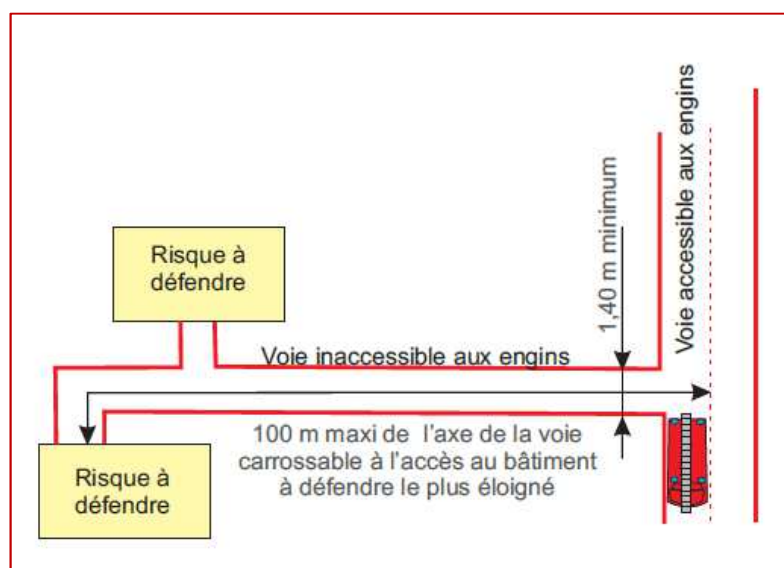 Risque à
défendre
Voie inaccessible aux engins
1,40 m minimum
Voie accessible aux engins
100 m maxi de l'axe de la voie
carrossable à l'accès au bâtiment
à défendre le plus éloigné
Risque à
défendre